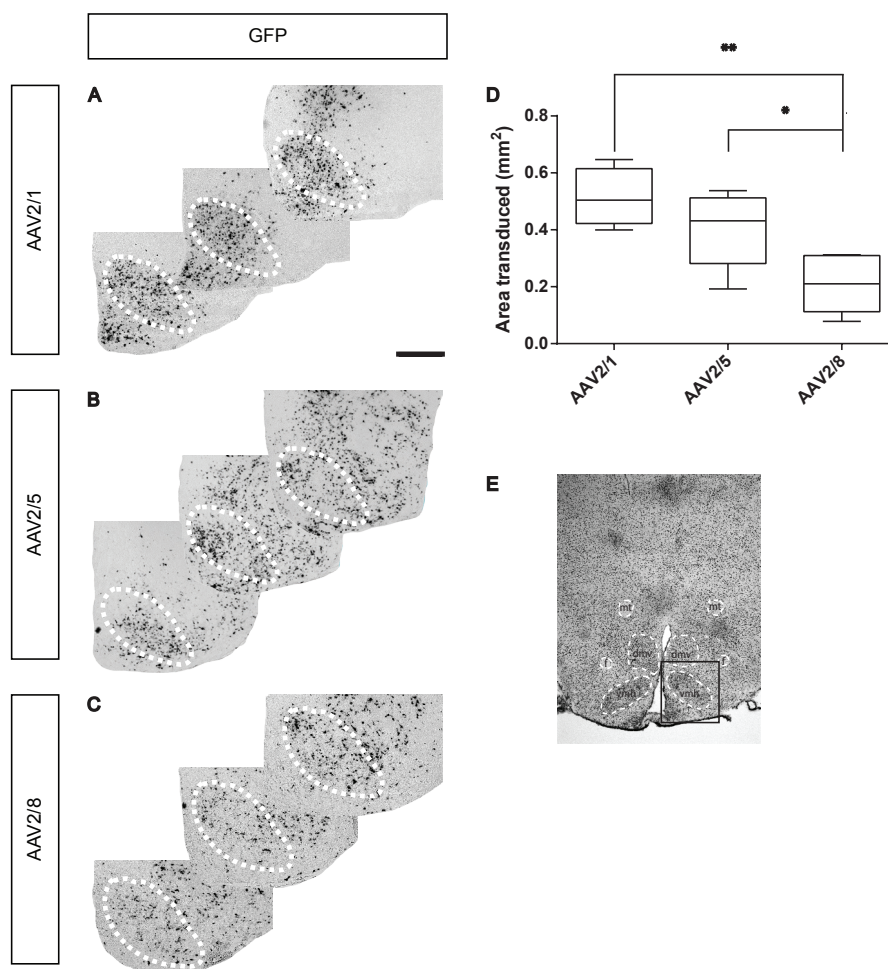 GFP
AAV2/1
A
AAV2/5
B
AAV2/8
C
D
**
*
Area transduced (mm²)
0.8
0.6
0.4
0.2
0.0
AAV2/1
AAV2/5
AAV2/8
E
mt
mt
dmv
dmv
f
f
vmh
vmh